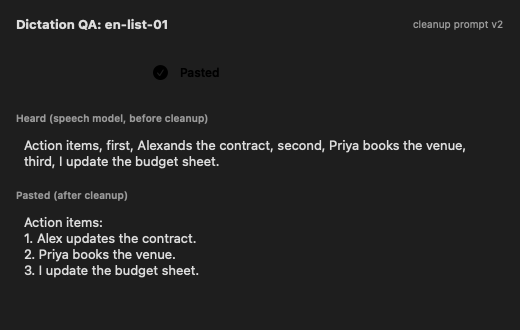 Dictation QA: en-list-01
cleanup prompt v2
Pasted
Heard (speech model, before cleanup)
Action items, first, Alexands the contract, second, Priya books the venue,
third, I update the budget sheet.
Pasted (after cleanup)
Action items:
1. Alex updates the contract.
2. Priya books the venue.
3. I update the budget sheet.